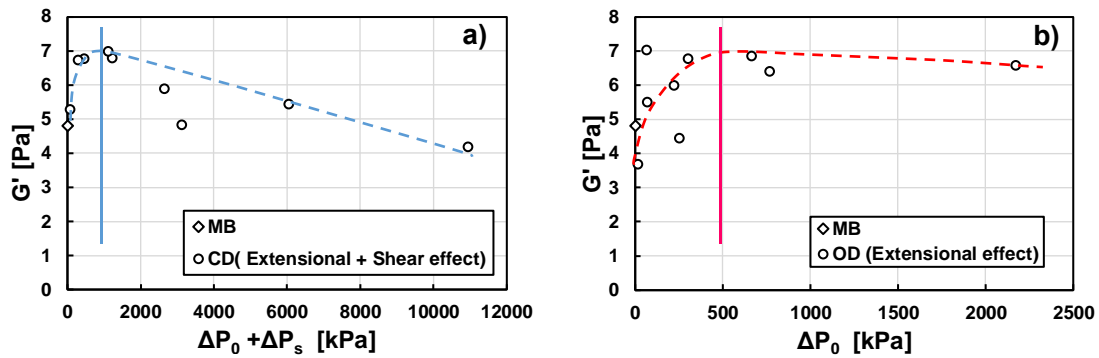 a)
8
7
6
5
4
3
2
1
0
G' [Pa]
0 2000 4000 6000 8000 10000 12000
ΔP₀ +ΔPₛ [kPa]
MB
CD( Extensional + Shear effect)
b)
8
7
6
5
4
3
2
1
0
G' [Pa]
0 500 1000 1500 2000 2500
ΔP₀ [kPa]
MB
OD (Extensional effect)